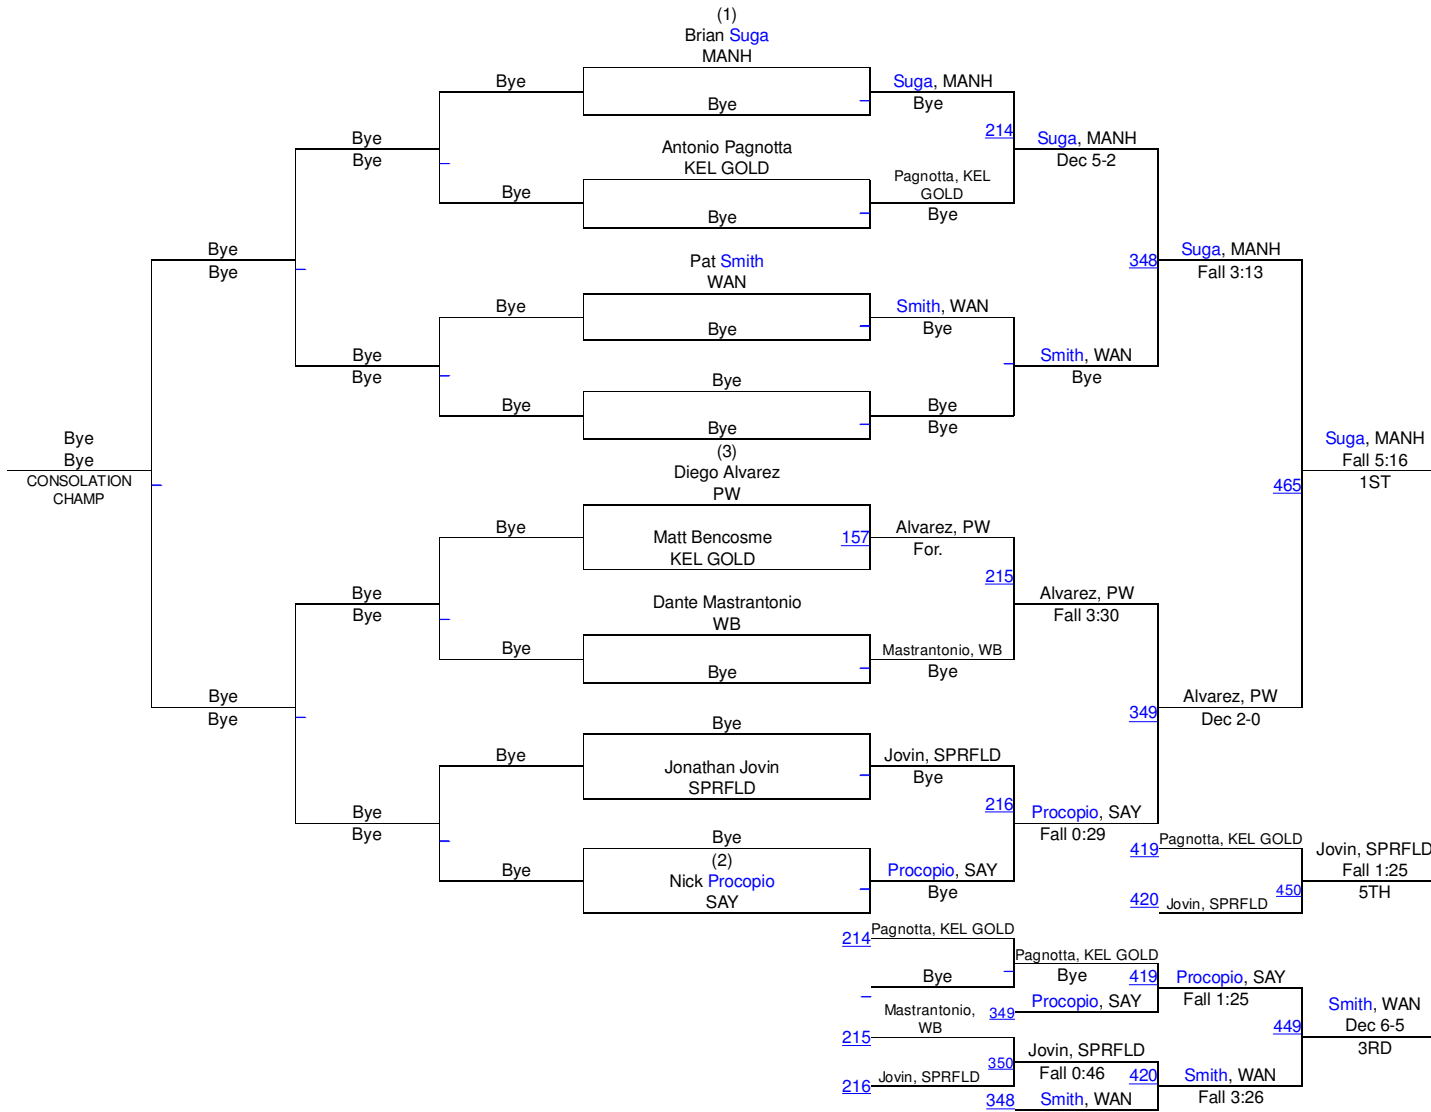 (1)
Brian Suga
MANH
Bye
Suga, MANH
Bye
Bye
214
Bye
Suga, MANH
Bye
Antonio Pagnotta
Dec 5-2
KEL GOLD
Pagnotta, KEL
GOLD
Bye
Bye
Bye
Bye
Bye
Pat Smith
WAN
348
Suga, MANH
Fall 3:13
Bye
Smith, WAN
Bye
Bye
Bye
Bye
Smith, WAN
Bye
Bye
Bye
Bye
Bye
Bye
Bye
Bye
Bye
CONSOLATION
CHAMP
(3)
Diego Alvarez
PW
Suga, MANH
Fall 5:16
1ST
465
Bye
Matt Bencosme
KEL GOLD
157
Alvarez, PW
For.
215
Bye
Bye
Dante Mastrantonio
WB
Alvarez, PW
Fall 3:30
Bye
Bye
Mastrantonio, WB
Bye
Bye
Bye
349
Alvarez, PW
Dec 2-0
Bye
Bye
Jonathan Jovin
SPRFLD
Jovin, SPRFLD
Bye
216
Bye
Bye
Procopio, SAY
Fall 0:29
Bye
Bye
(2)
Nick Procopio
SAY
Procopio, SAY
Bye
419
Pagnotta, KEL GOLD
Jovin, SPRFLD
Fall 1:25
5TH
450
420
Jovin, SPRFLD
214
Pagnotta, KEL GOLD
Pagnotta, KEL GOLD
Bye
Bye
419
Procopio, SAY
Fall 1:25
349
Procopio, SAY
Mastrantonio,
WB
215
449
Smith, WAN
Dec 6-5
3RD
350
Jovin, SPRFLD
Fall 0:46
216
Jovin, SPRFLD
420
Smith, WAN
Fall 3:26
348
Smith, WAN